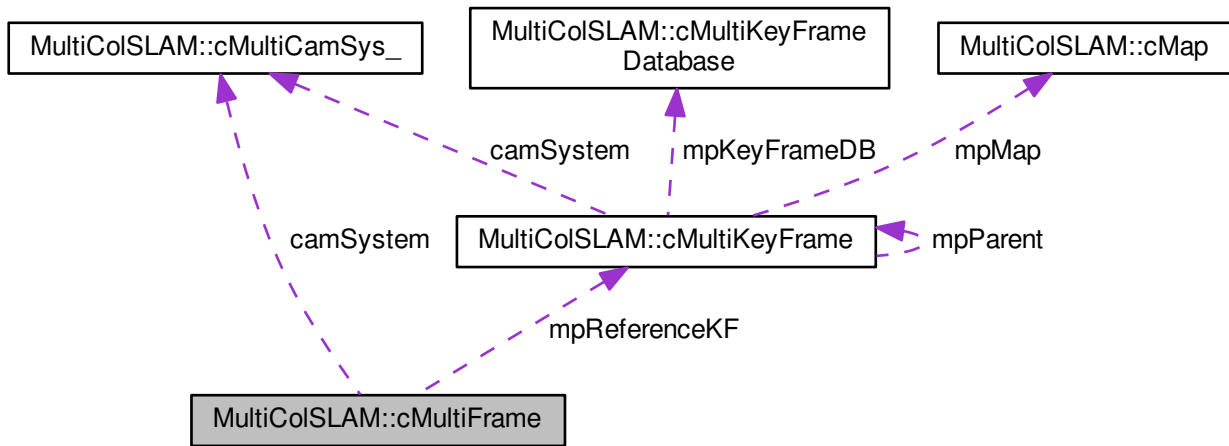 MultiColSLAM::cMultiCamSys_
MultiColSLAM::cMultiKeyFrame
Database
MultiColSLAM::cMap
camSystem
mpKeyFrameDB
mpMap
camSystem
MultiColSLAM::cMultiKeyFrame
mpParent
mpReferenceKF
MultiColSLAM::cMultiFrame